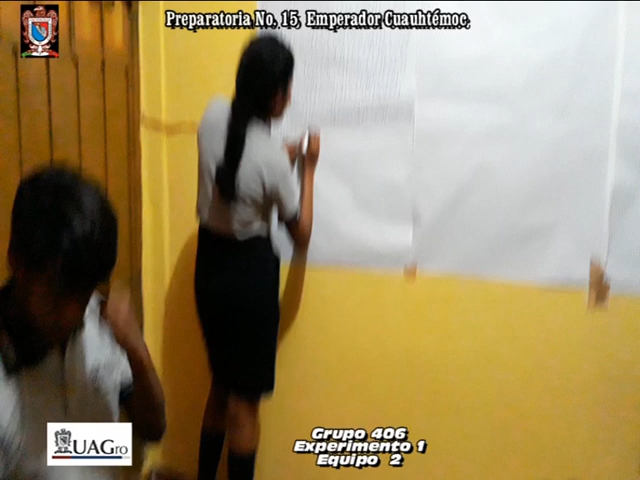 Preparatoria No. 15, Emperador Cuauhtémoc.
UAGro
Grupo 406
Experimento 1
Equipo 2